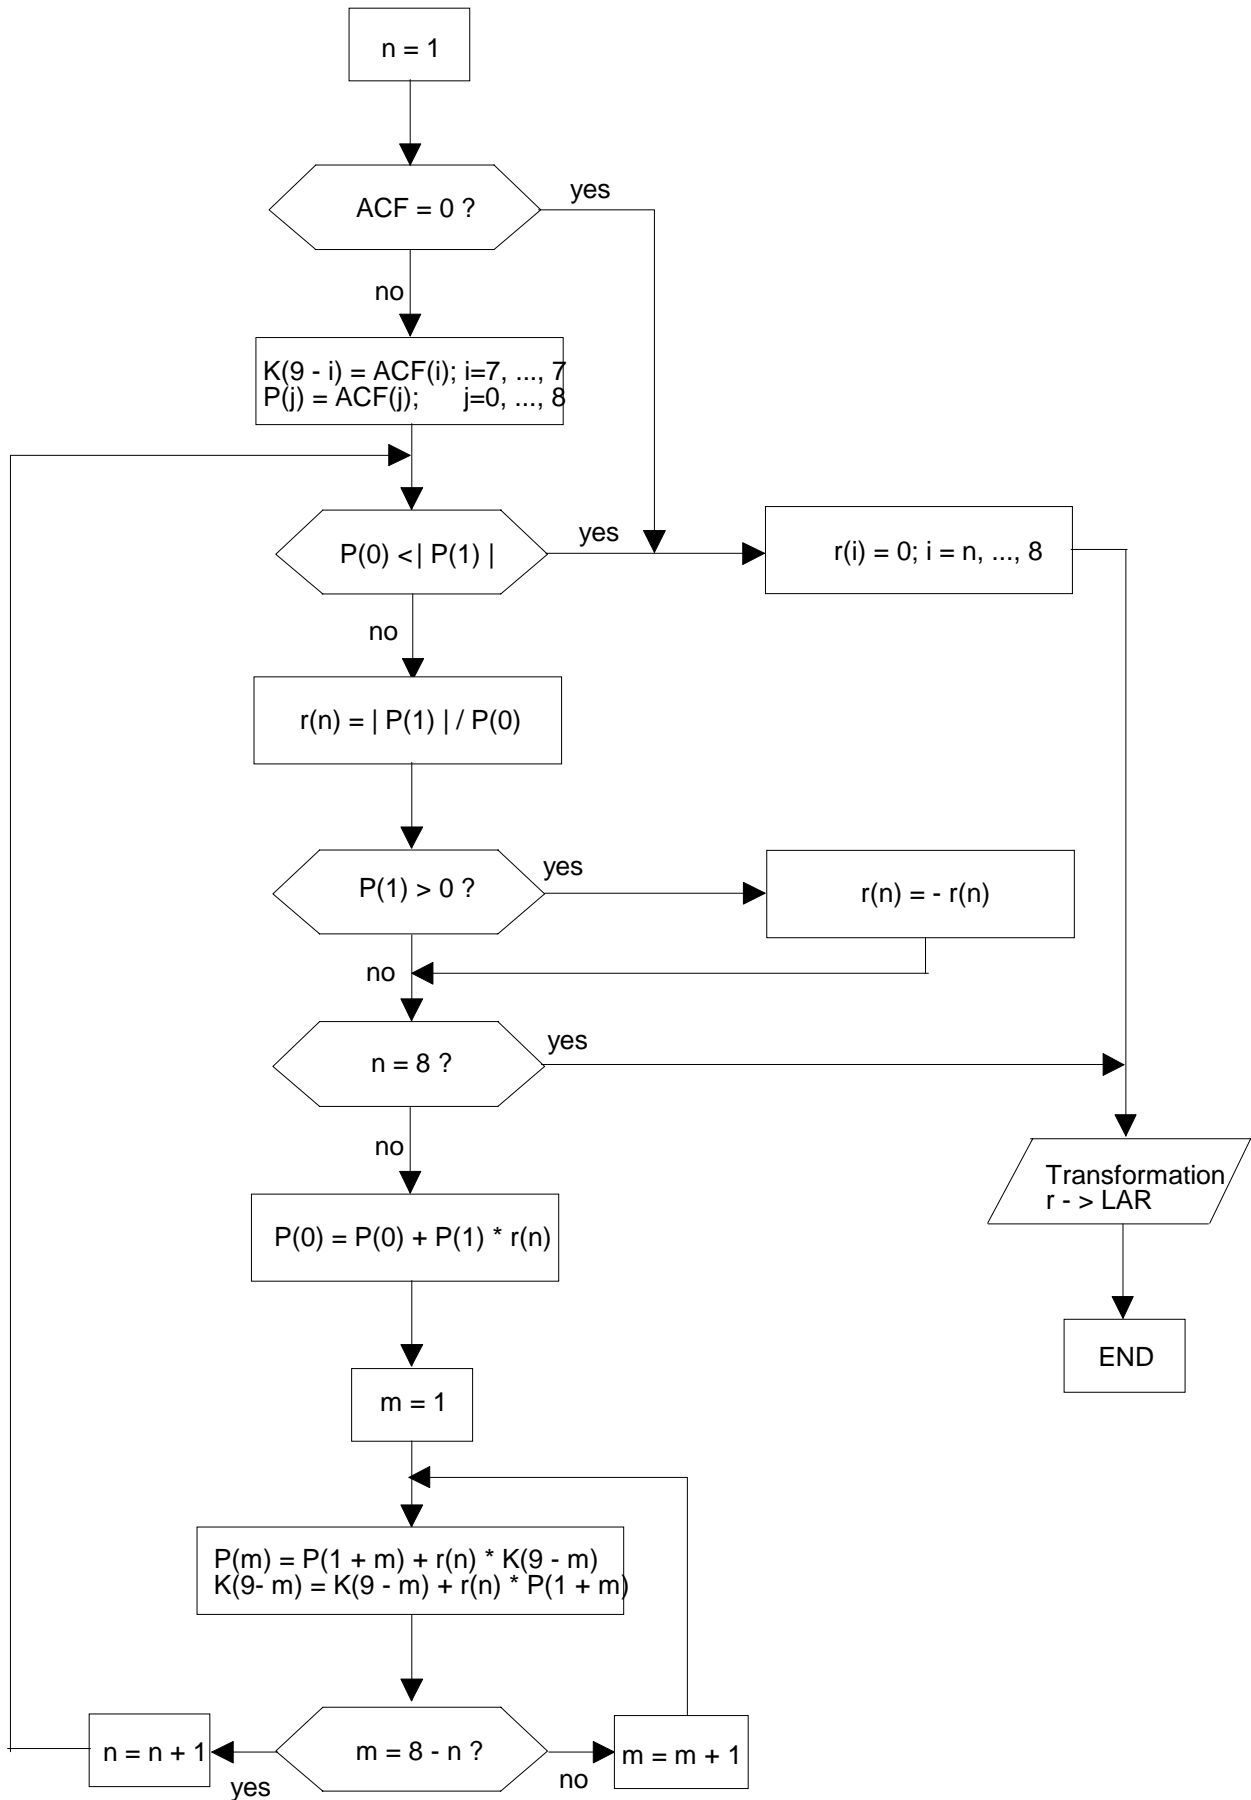 n = 1
ACF = 0 ?
yes
no
K(9 - i) = ACF(i); i=7, ..., 7
P(j) = ACF(j); j=0, ..., 8
P(0) <| P(1) |
yes
r(i) = 0; i = n, ..., 8
no
r(n) = | P(1) | / P(0)
P(1) > 0 ?
yes
r(n) = - r(n)
no
n = 8 ?
yes
no
Transformation
r - > LAR
P(0) = P(0) + P(1) * r(n)
END
m = 1
P(m) = P(1 + m) + r(n) * K(9 - m)
K(9- m) = K(9 - m) + r(n) * P(1 + m)
n = n + 1
yes
m = 8 - n ?
no
m = m + 1